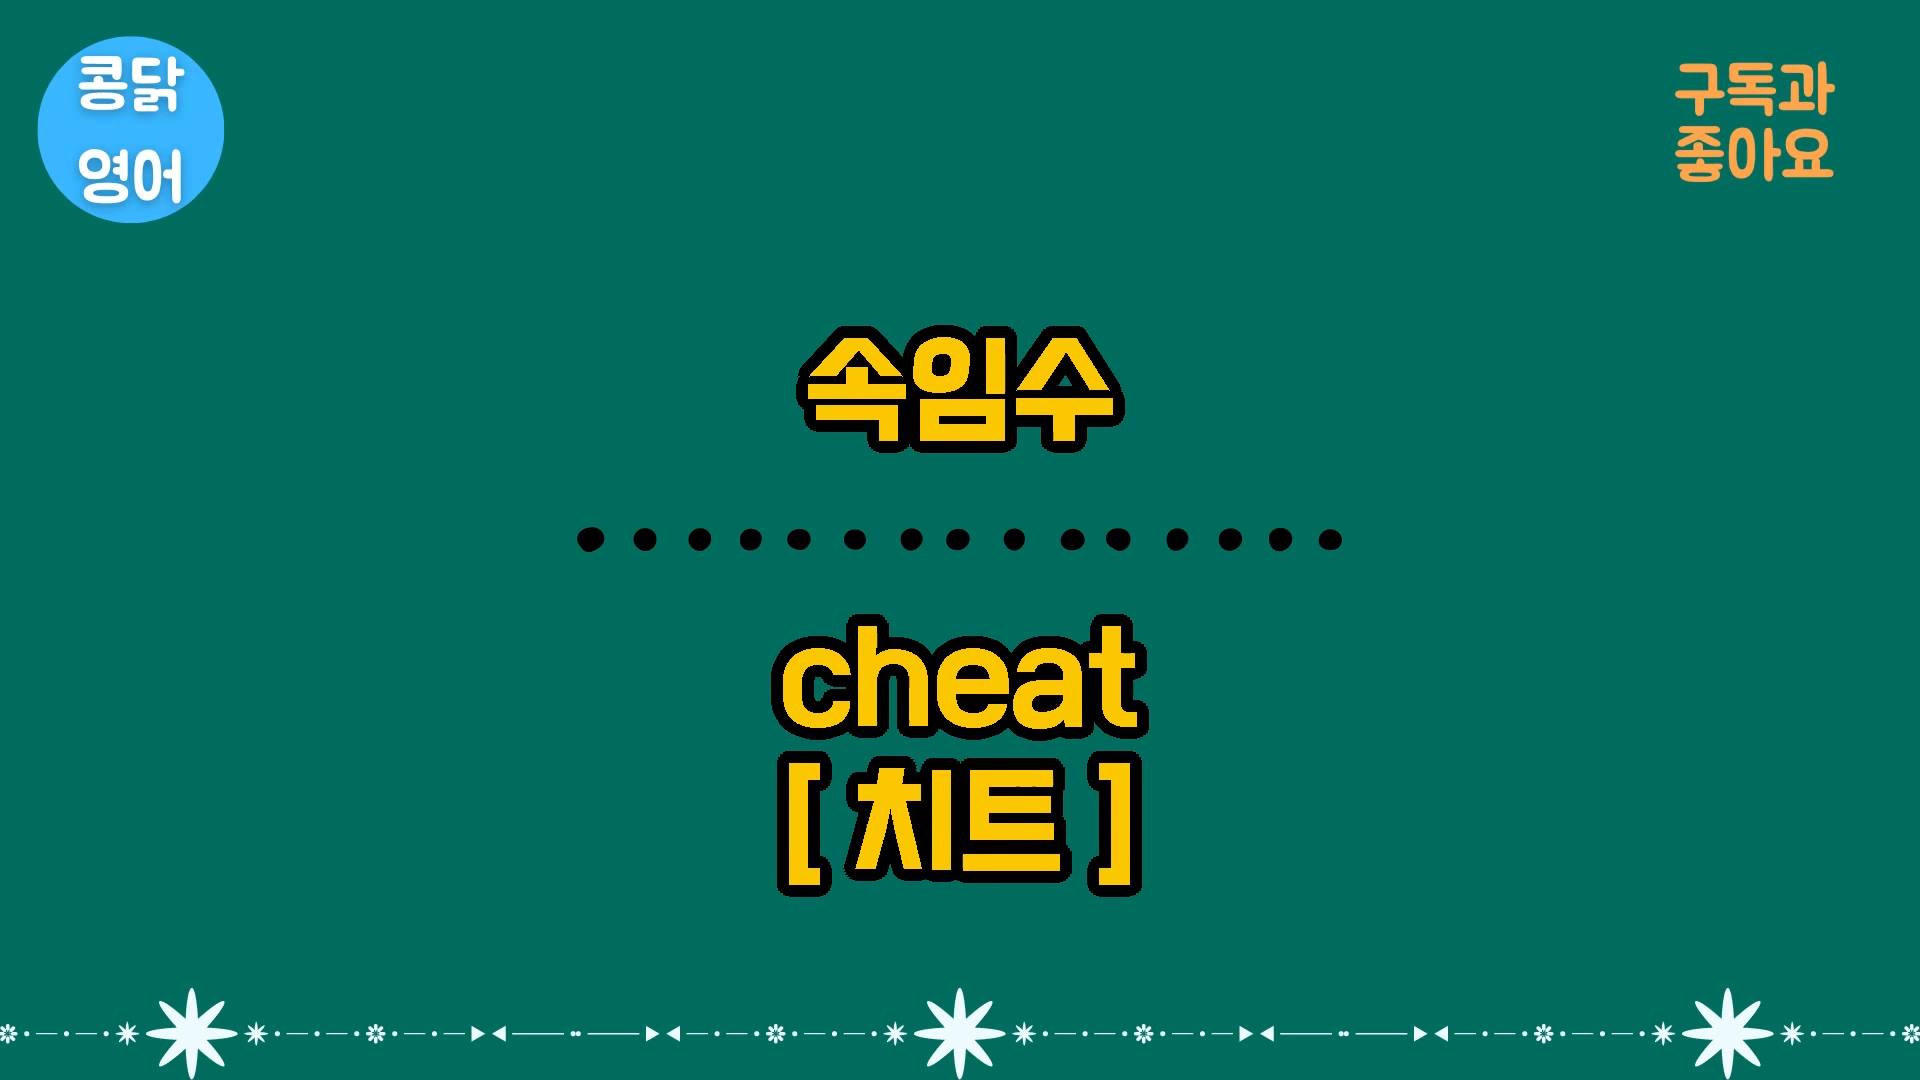 콩닭
영어
구독과
좋아요
속임수
cheat
[ 치트 ]